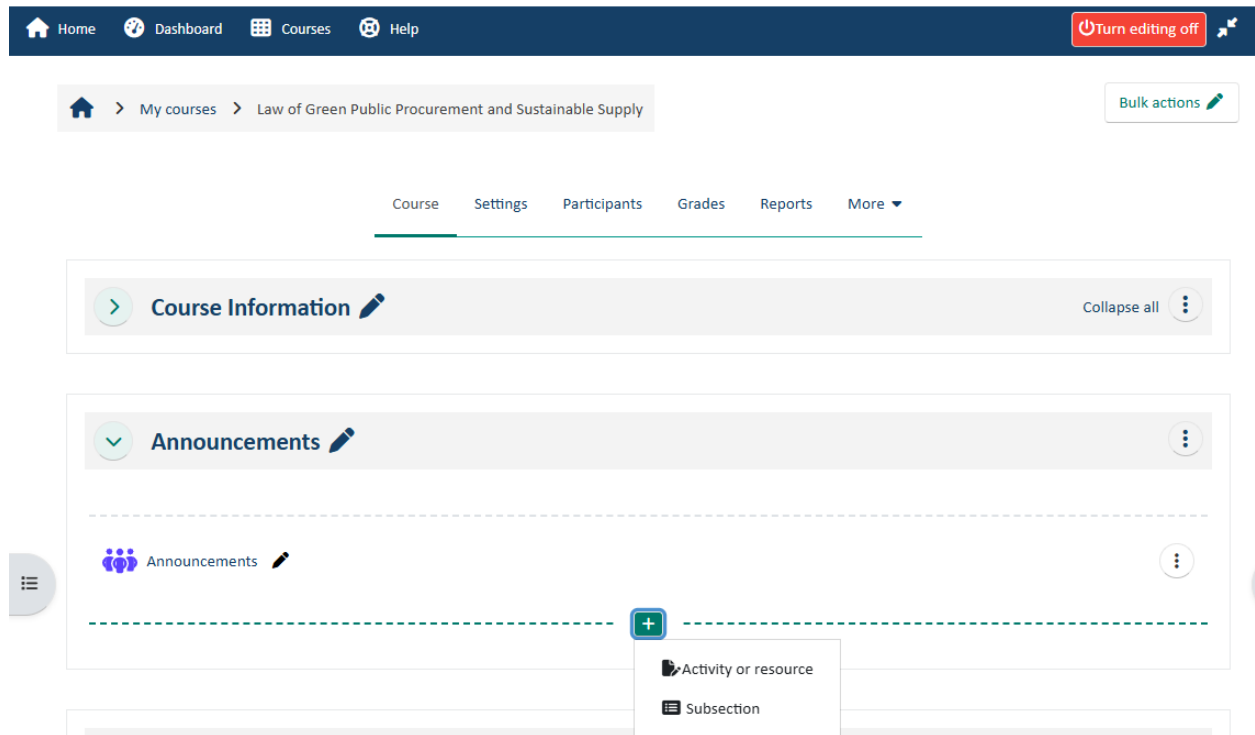 Home Dashboard Courses Help Turn editing off
Bulk actions
My courses Law of Green Public Procurement and Sustainable Supply
Course Settings Participants Grades Reports More
Course Information Collapse all
Announcements
Announcements
Activity or resource
Subsection